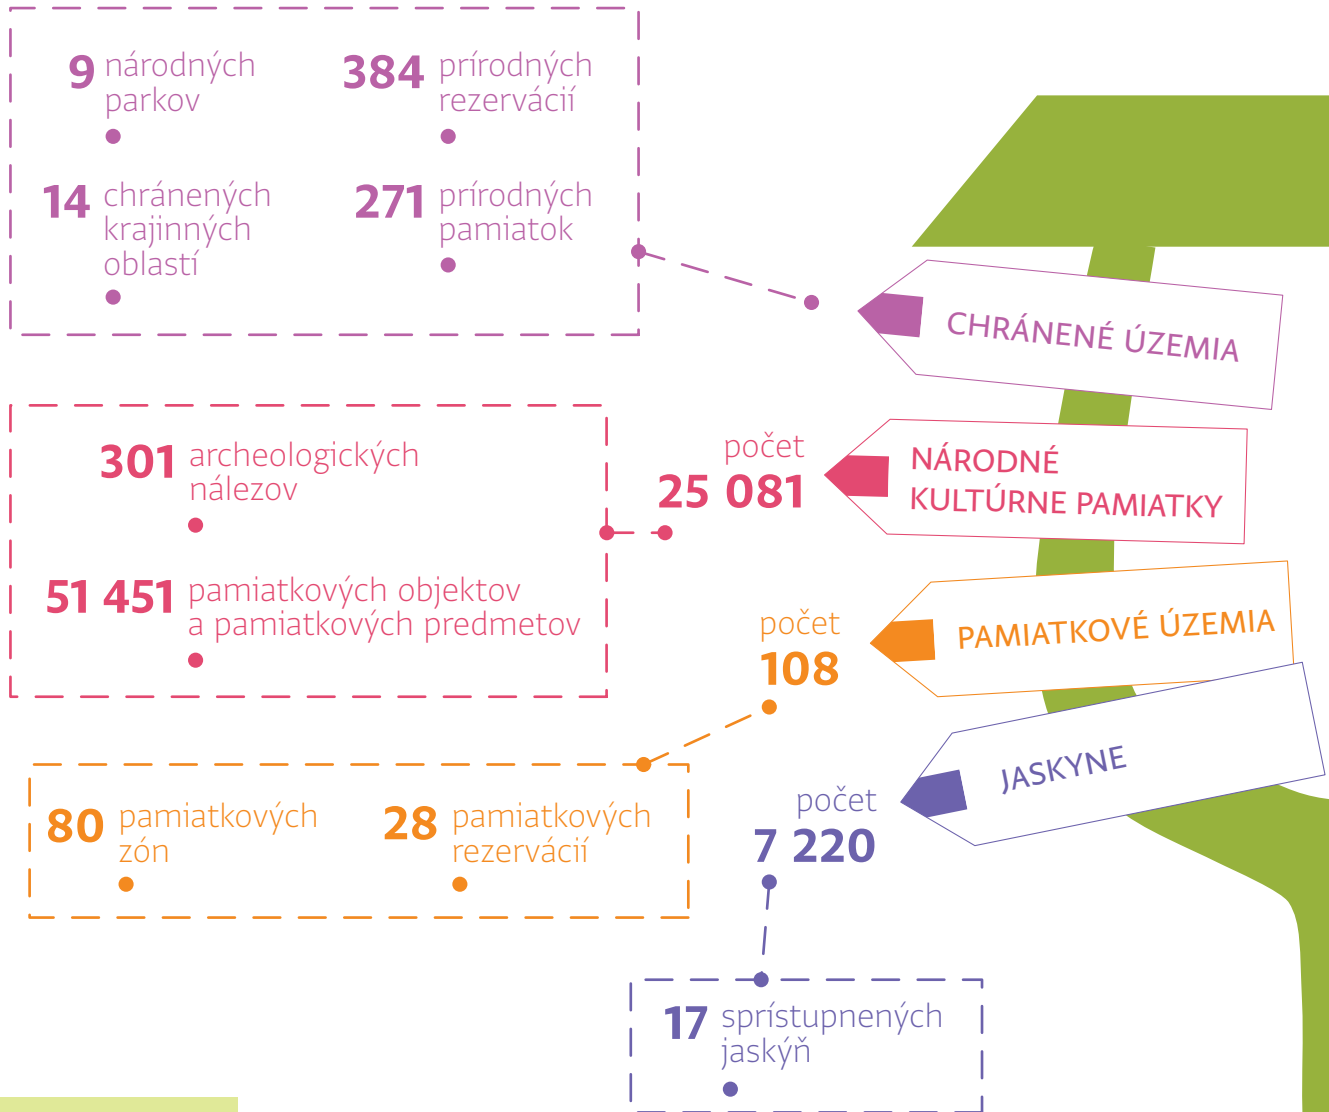 9 národných
parkov
384 prírodných
rezervácií
14 chránených
krajinných
oblastí
271 prírodných
pamiatok
CHRÁNENÉ ÚZEMIA
301 archeologických
nálezov
51 451 pamiatkových objektov
a pamiatkových predmetov
počet
25 081
NÁRODNÉ
KULTÚRNE PAMIATKY
počet
108
PAMIATKOVÉ ÚZEMIA
80 pamiatkových
zón
28 pamiatkových
rezervácií
počet
7 220
JASKYNE
17 sprístupnených
jaskýň